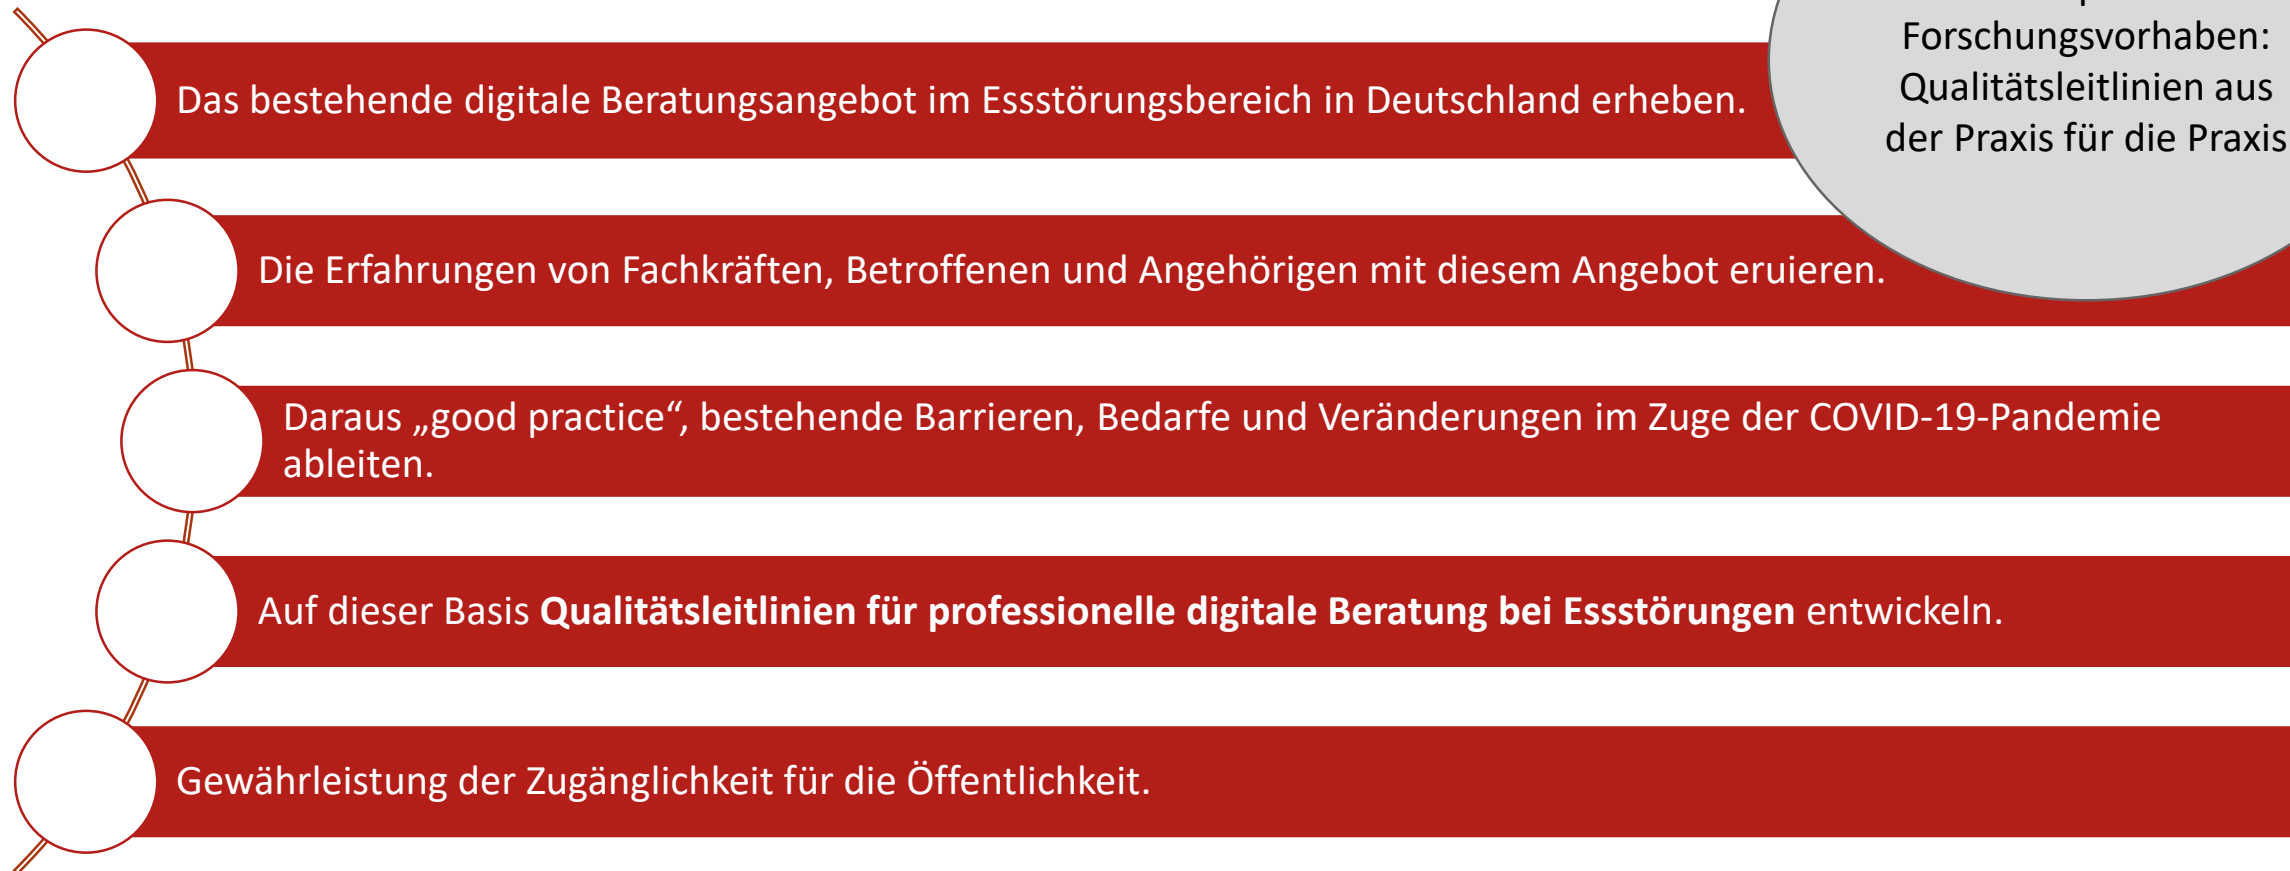 Forschungsvorhaben:
Qualitätsleitlinien aus
der Praxis für die Praxis
Das bestehende digitale Beratungsangebot im Essstörungsbereich in Deutschland erheben.
Die Erfahrungen von Fachkräften, Betroffenen und Angehörigen mit diesem Angebot eruieren.
Daraus „good practice“, bestehende Barrieren, Bedarfe und Veränderungen im Zuge der COVID-19-Pandemie
ableiten.
Auf dieser Basis Qualitätsleitlinien für professionelle digitale Beratung bei Essstörungen entwickeln.
Gewährleistung der Zugänglichkeit für die Öffentlichkeit.